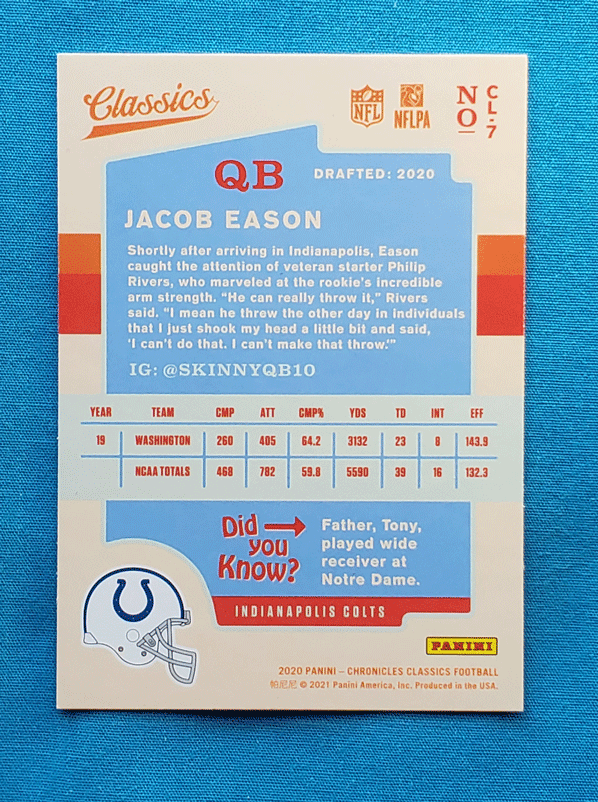 Classics
NFL
NFLPA
NO
CL-7
QB
DRAFTED: 2020
JACOB EASON
Shortly after arriving in Indianapolis, Eason
caught the attention of veteran starter Philip
Rivers, who marveled at the rookie's incredible
arm strength. "He can really throw it," Rivers
said. "I mean he threw the other day in individuals
that I just shook my head a little bit and said,
'I can't do that. I can't make that throw.'"
IG: @SKINNYQB10
YEAR TEAM CMP ATT CMP% YDS TD INT EFF
19 WASHINGTON 260 405 64.2 3132 23 8 143.9
NCAA TOTALS 468 782 59.8 5590 39 16 132.3
Did you Know?
Father, Tony,
played wide
receiver at
Notre Dame.
INDIANAPOLIS COLTS
PANINI
2020 PANINI – CHRONICLES CLASSICS FOOTBALL
帕尼尼 © 2021 Panini America, Inc. Produced in the USA.